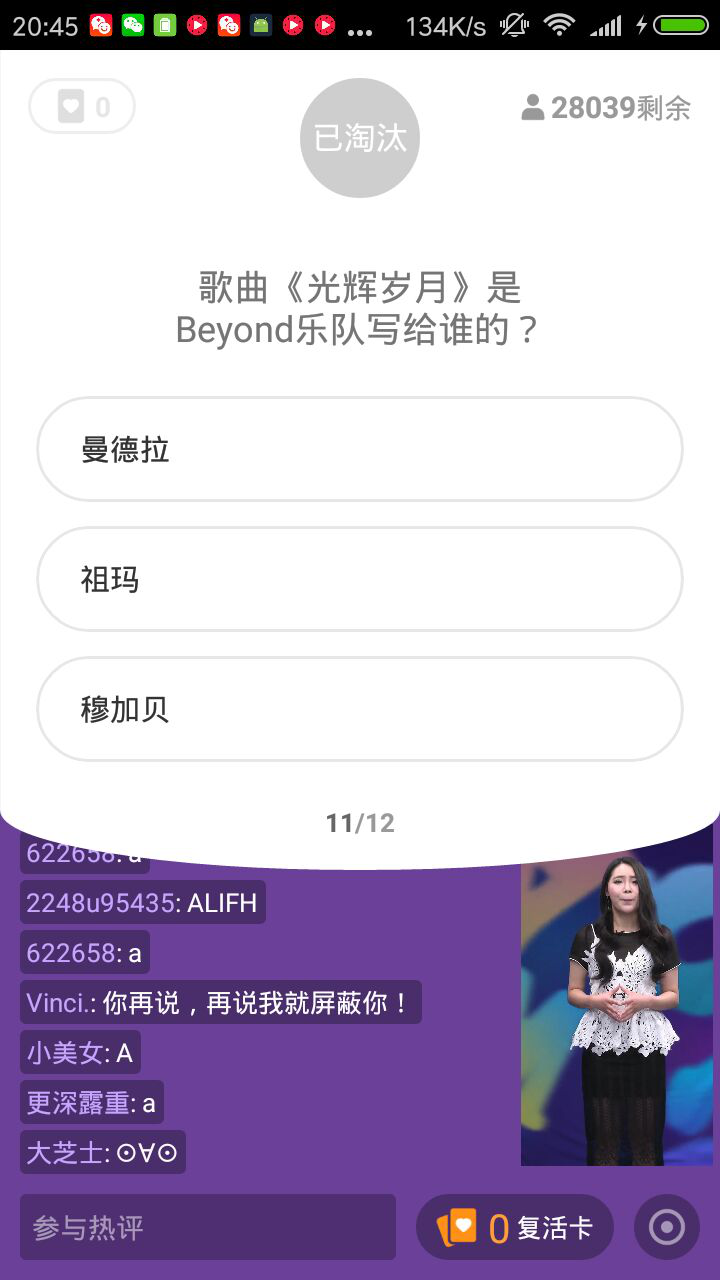 20:45
134K/s
0
已淘汰
28039剩余
歌曲《光辉岁月》是
Beyond乐队写给谁的？
曼德拉
祖玛
穆加贝
11/12
622658: a
2248u95435: ALIFH
622658: a
Vinci.: 你再说，再说我就屏蔽你！
小美女: A
更深露重: a
大芝士: ⊙∀⊙
参与热评
0 复活卡